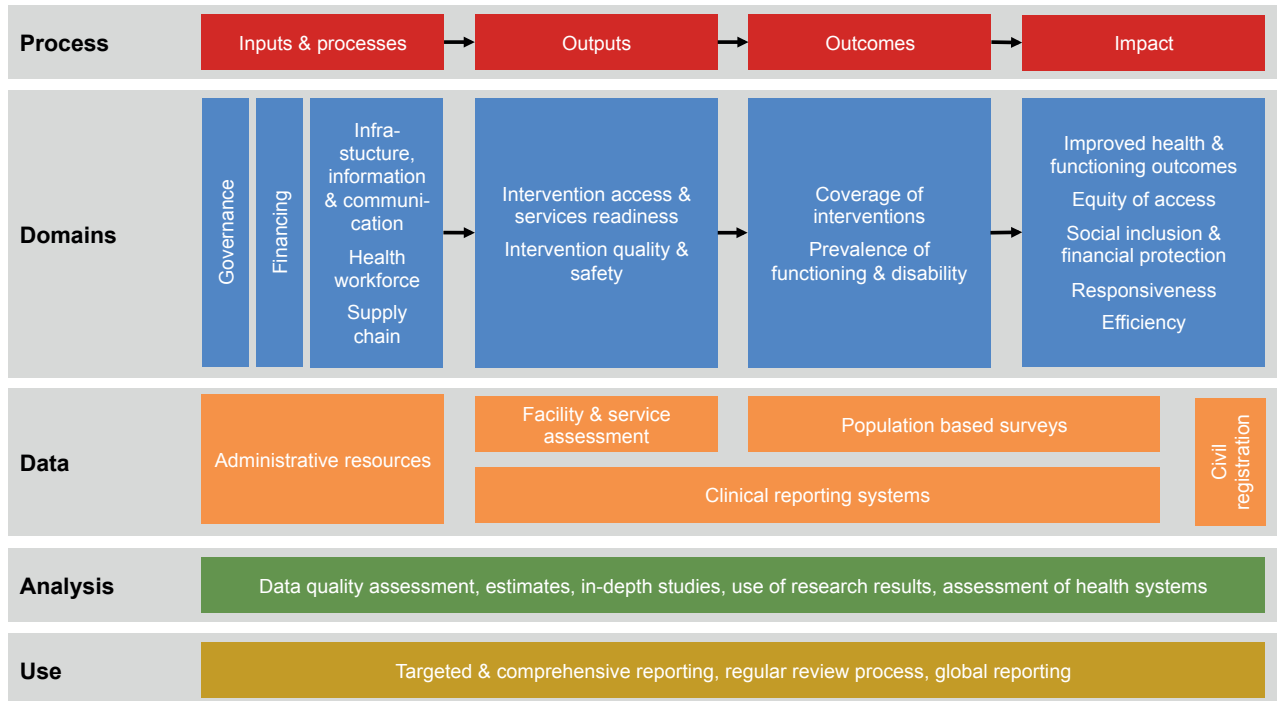 Process
Inputs & processes
Outputs
Outcomes
Impact
Domains
Governance
Financing
Infra-
stucture,
information
& communi-
cation
Health
workforce
Supply
chain
Intervention access &
services readiness
Intervention quality &
safety
Coverage of
interventions
Prevalence of
functioning & disability
Improved health &
functioning outcomes
Equity of access
Social inclusion &
financial protection
Responsiveness
Efficiency
Data
Administrative resources
Facility & service
assessment
Population based surveys
Clinical reporting systems
Civil
registration
Analysis
Data quality assessment, estimates, in-depth studies, use of research results, assessment of health systems
Use
Targeted & comprehensive reporting, regular review process, global reporting